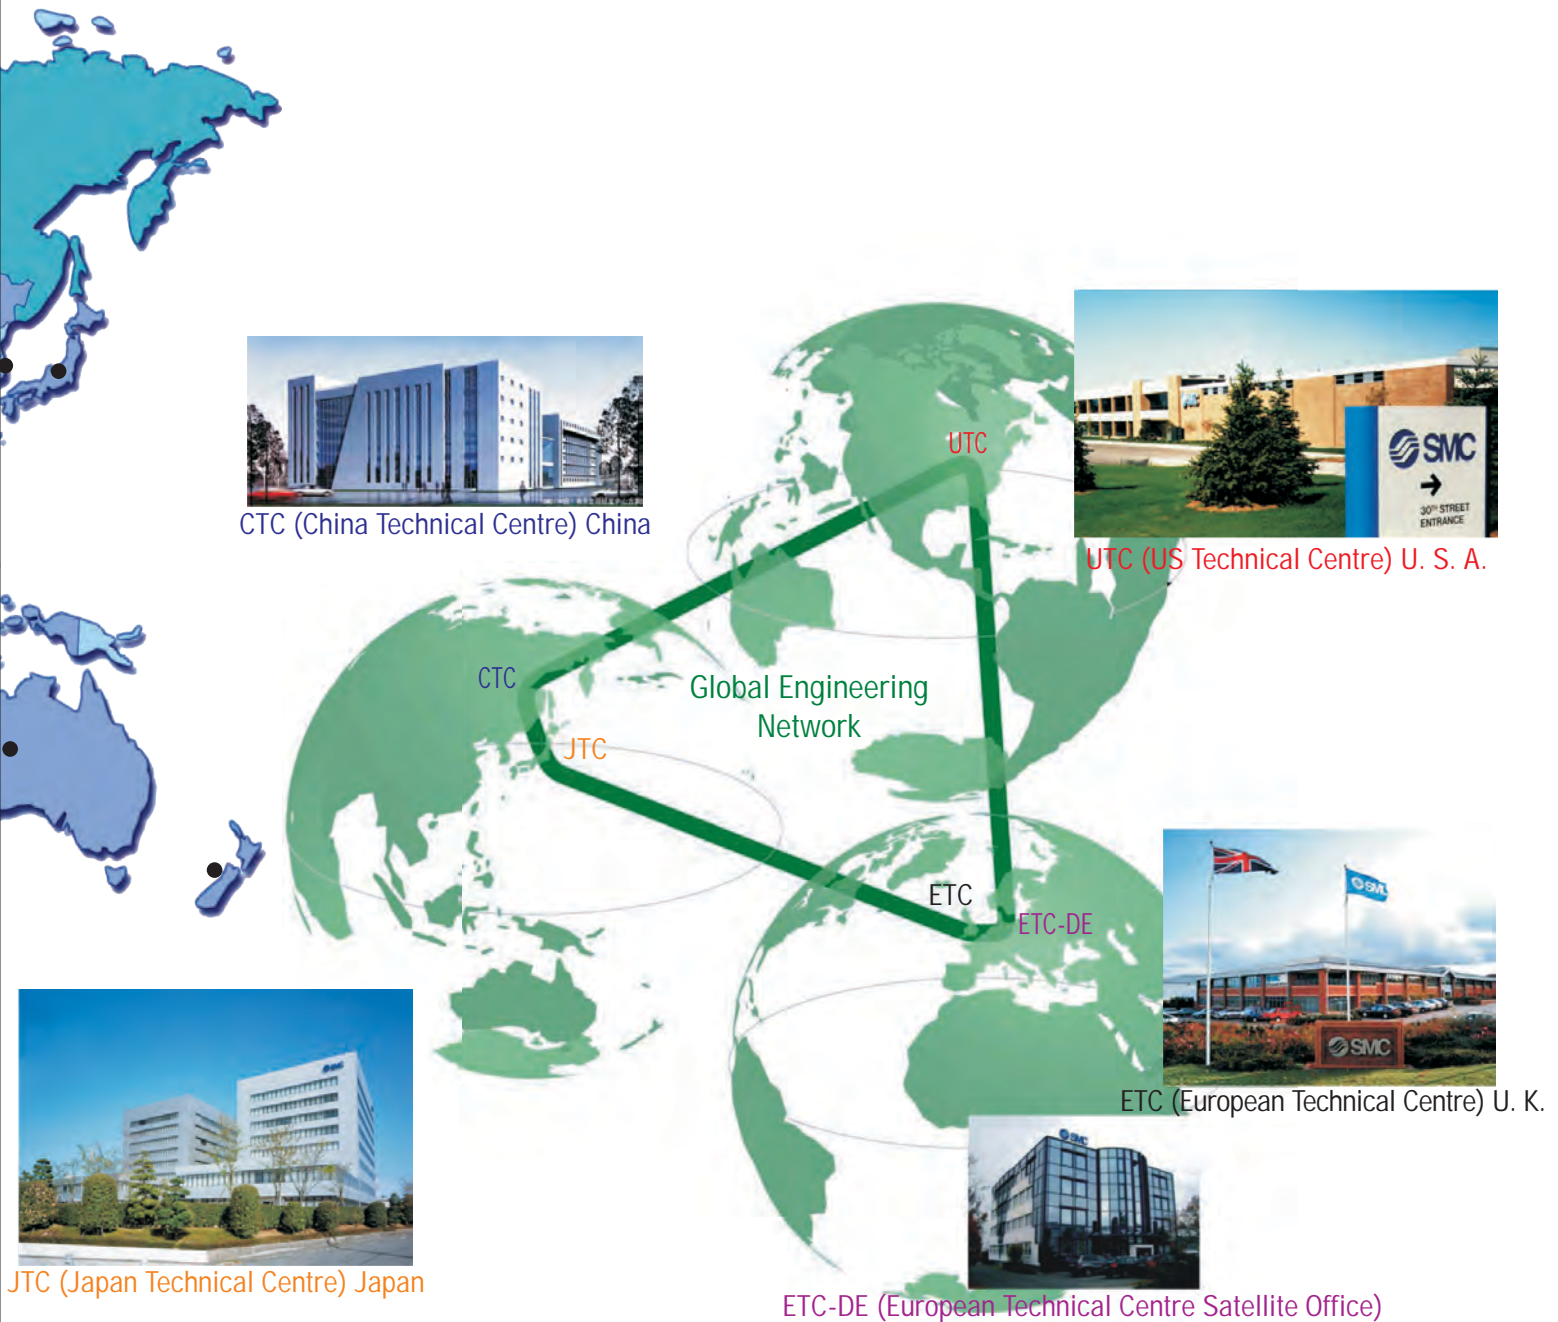 SMC
30TH STREET
ENTRANCE
CTC (China Technical Centre) China
UTC
UTC (US Technical Centre) U. S. A.
CTC
Global Engineering
Network
JTC
ETC
ETC-DE
SMC
SMC
ETC (European Technical Centre) U. K.
SMC
SMC
JTC (Japan Technical Centre) Japan
ETC-DE (European Technical Centre Satellite Office)